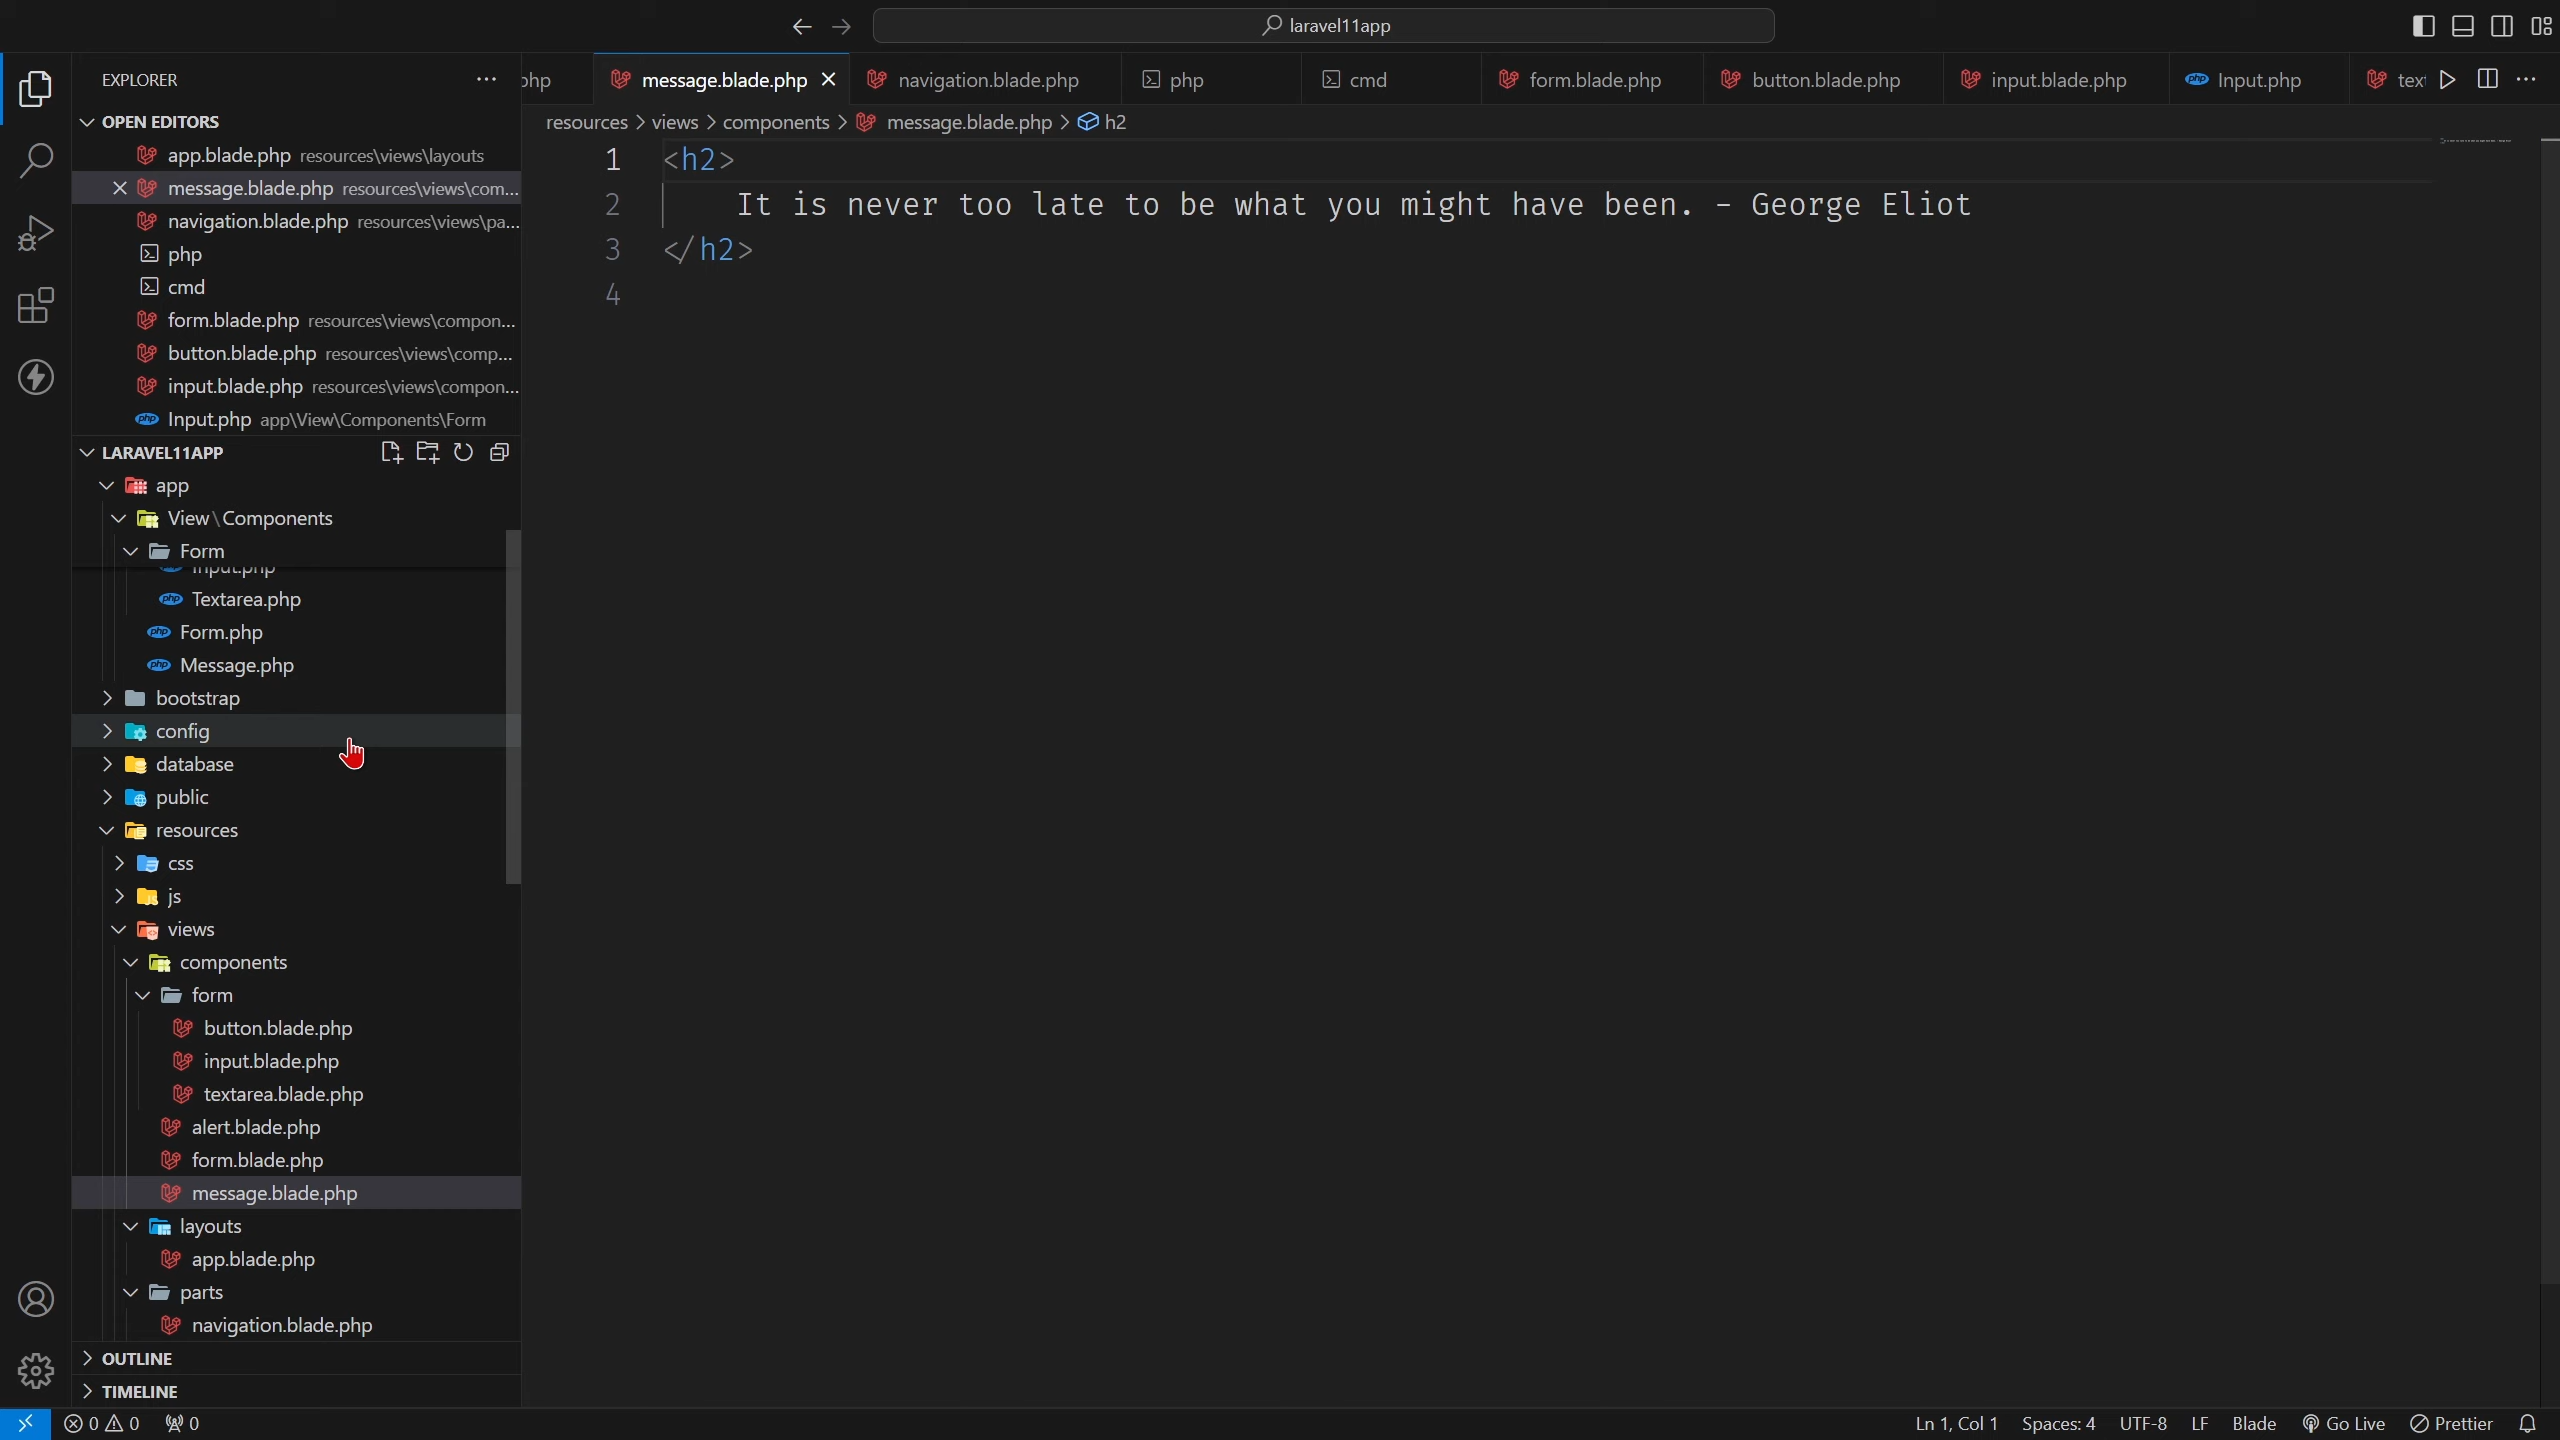 laravel11app
EXPLORER
OPEN EDITORS
app.blade.php resources\views\layouts
message.blade.php resources\views\com...
navigation.blade.php resources\views\pa...
php
cmd
form.blade.php resources\views\compon...
button.blade.php resources\views\comp...
input.blade.php resources\views\compon...
Input.php app\View\Components\Form
LARAVEL11APP
app
View\Components
Form
Input.php
Textarea.php
Form.php
Message.php
bootstrap
config
database
public
resources
css
js
views
components
form
button.blade.php
input.blade.php
textarea.blade.php
alert.blade.php
form.blade.php
message.blade.php
layouts
app.blade.php
parts
navigation.blade.php
OUTLINE
TIMELINE
php message.blade.php navigation.blade.php php cmd form.blade.php button.blade.php input.blade.php Input.php text
resources > views > components > message.blade.php > h2
1 <h2>
2 It is never too late to be what you might have been. - George Eliot
3 </h2>
4
0 0 0 Ln 1, Col 1 Spaces: 4 UTF-8 LF Blade Go Live Prettier